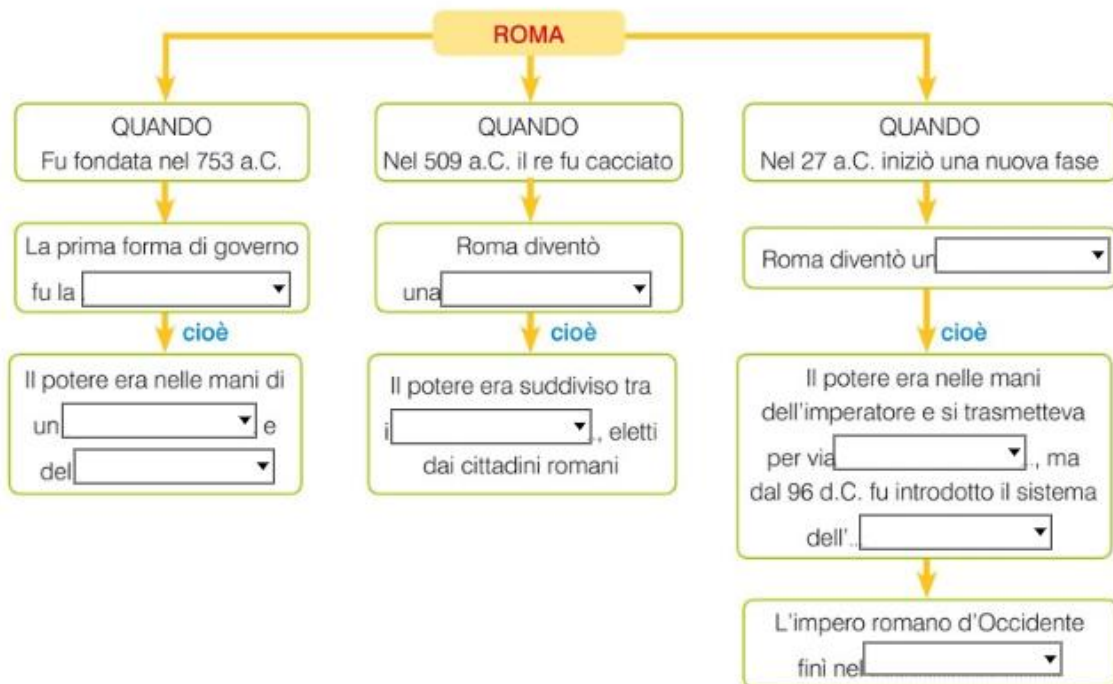 ROMA
QUANDO
Fu fondata nel 753 a.C.
La prima forma di governo
fu la
cioè
Il potere era nelle mani di
un e
del
QUANDO
Nel 509 a.C. il re fu cacciato
Roma diventò
una
cioè
Il potere era suddiviso tra
i ., eletti
dai cittadini romani
QUANDO
Nel 27 a.C. iniziò una nuova fase
Roma diventò un
cioè
Il potere era nelle mani
dell'imperatore e si trasmetteva
per via .., ma
dal 96 d.C. fu introdotto il sistema
dell'..
L'impero romano d'Occidente
finì nel